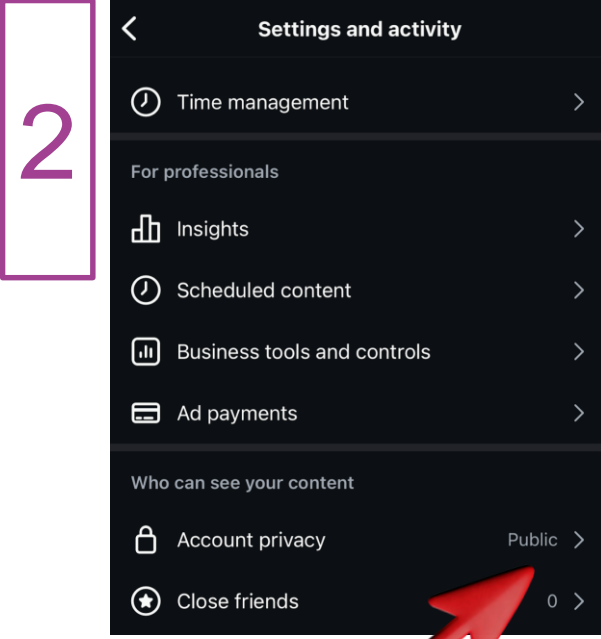 2
Settings and activity
Time management
For professionals
Insights
Scheduled content
Business tools and controls
Ad payments
Who can see your content
Account privacy Public
Close friends 0